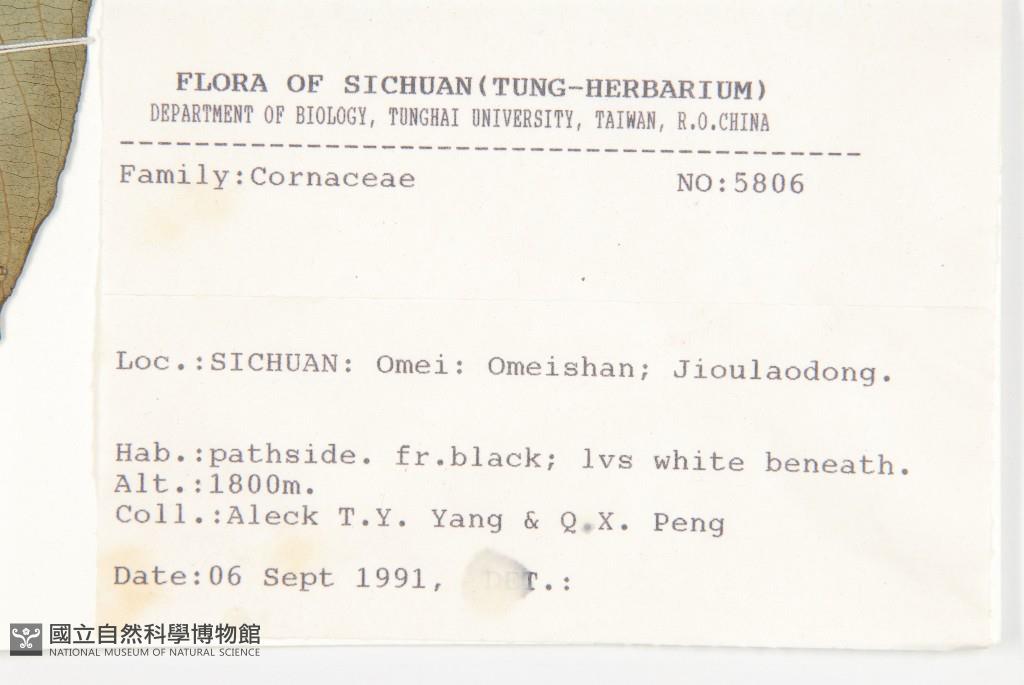 FLORA OF SICHUAN(TUNG-HERBARIUM)
DEPARTMENT OF BIOLOGY, TUNGHAI UNIVERSITY, TAIWAN, R.O.CHINA
----------------------------------------
Family:Cornaceae NO:5806
Loc.:SICHUAN: Omei: Omeishan; Jioulaodong.
Hab.:pathside. fr.black; lvs white beneath.
Alt.:1800m.
Coll.:Aleck T.Y. Yang & Q.X. Peng
Date:06 Sept 1991, DET.:
國立自然科學博物館
NATIONAL MUSEUM OF NATURAL SCIENCE